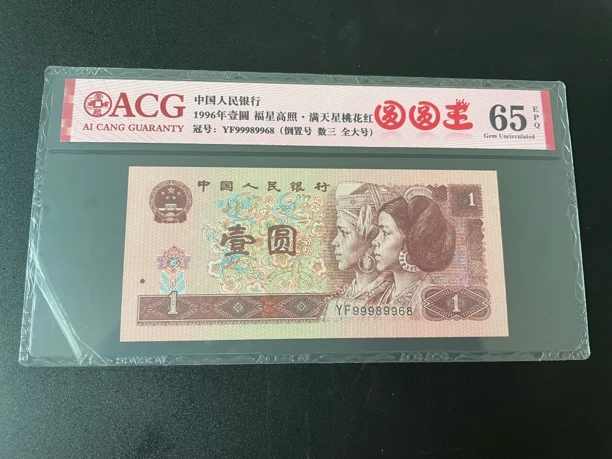 ACG
AI CANG GUARANTY
中国人民银行
1996年壹圆 福星高照·满天星桃花红
冠号: YF99989968 (倒置号 数三 全大号)
圆圆王
65
EPQ
Gem Uncirculated
中国人民银行
壹圆
1
1
1
YF99989968